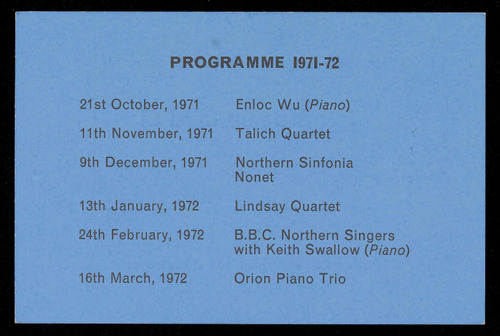 PROGRAMME 1971-72
21st October, 1971 Enloc Wu (Piano)
11th November, 1971 Talich Quartet
9th December, 1971 Northern Sinfonia
Nonet
13th January, 1972 Lindsay Quartet
24th February, 1972 B.B.C. Northern Singers
with Keith Swallow (Piano)
16th March, 1972 Orion Piano Trio